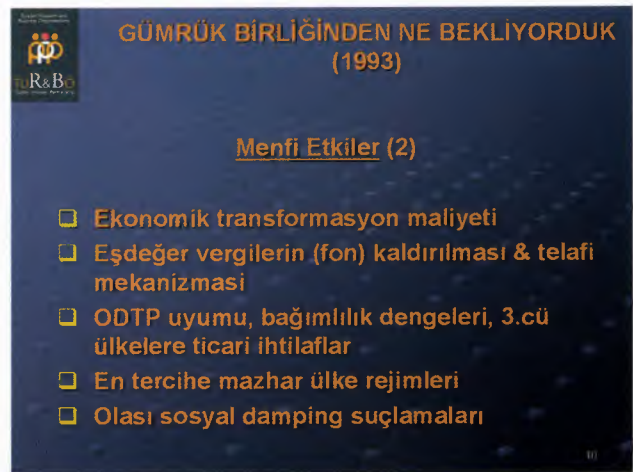 GÜMRÜK BİRLİĞİNDEN NE BEKLİYORDUK
(1993)
TUR&BO
Menfi Etkiler (2)
Ekonomik transformasyon maliyeti
Eşdeğer vergilerin (fon) kaldırılması & telafi
mekanizmasi
ODTP uyumu, bağımlılık dengeleri, 3.cü
ülkelere ticari ihtilaflar
En tercihe mazhar ülke rejimleri
Olası sosyal damping suçlamaları